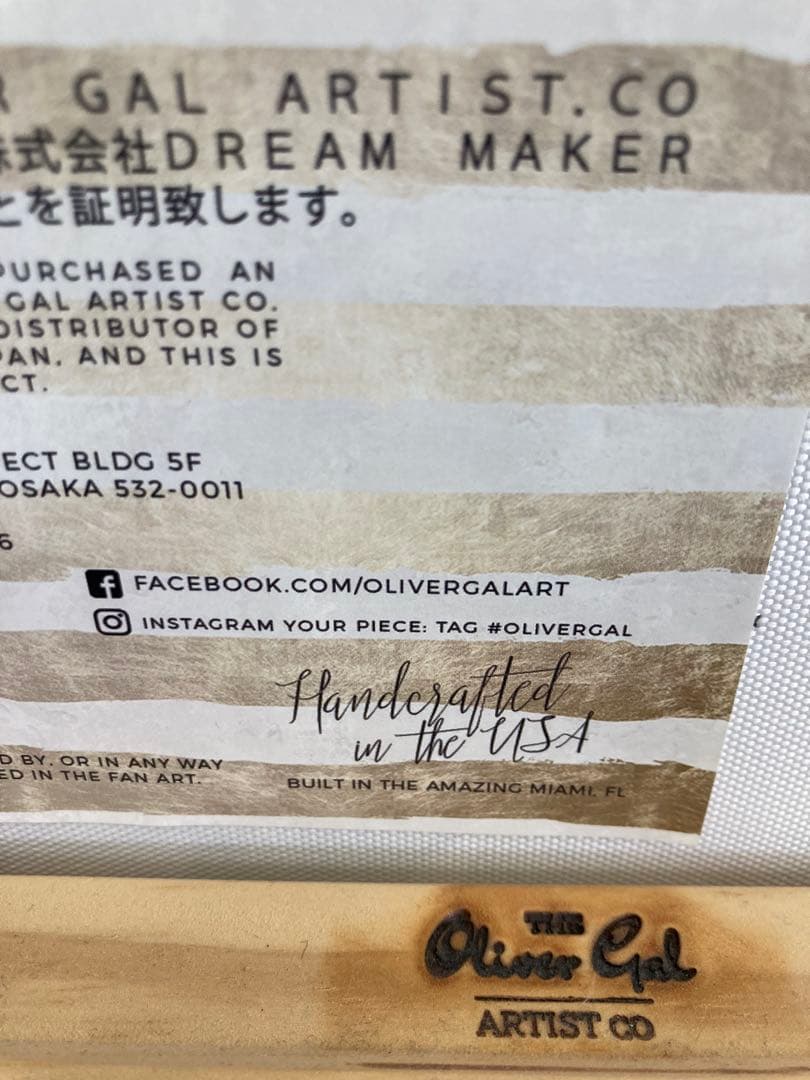 R GAL ARTIST.CO
株式会社DREAM MAKER
とを証明致します。
PURCHASED AN
GAL ARTIST CO.
DISTRIBUTOR OF
PAN. AND THIS IS
CT.
ECT BLDG 5F
OSAKA 532-0011
6
FACEBOOK.COM/OLIVERGALART
INSTAGRAM YOUR PIECE: TAG #OLIVERGAL
Handcrafted
in the USA
D BY, OR IN ANY WAY
ED IN THE FAN ART.
BUILT IN THE AMAZING MIAMI, FL
THE
Oliver Gal
ARTIST CO